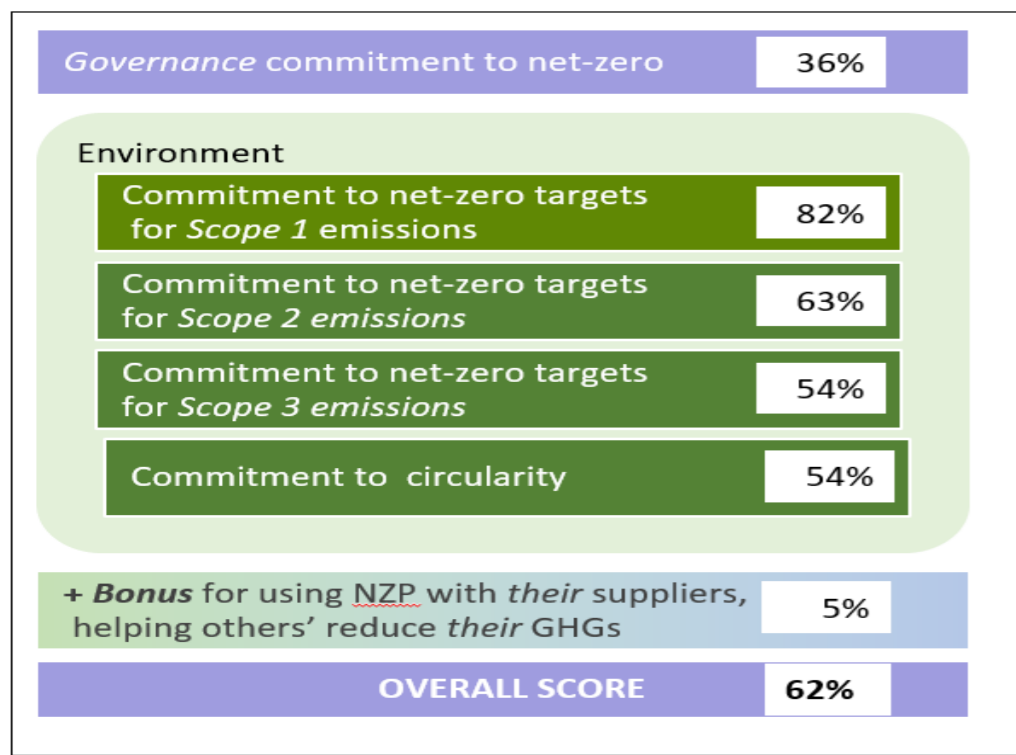 Governance commitment to net-zero 36%
Environment
Commitment to net-zero targets
for Scope 1 emissions
82%
Commitment to net-zero targets
for Scope 2 emissions
63%
Commitment to net-zero targets
for Scope 3 emissions
54%
Commitment to circularity 54%
+ Bonus for using NZP with their suppliers,
helping others’ reduce their GHGs
5%
OVERALL SCORE 62%